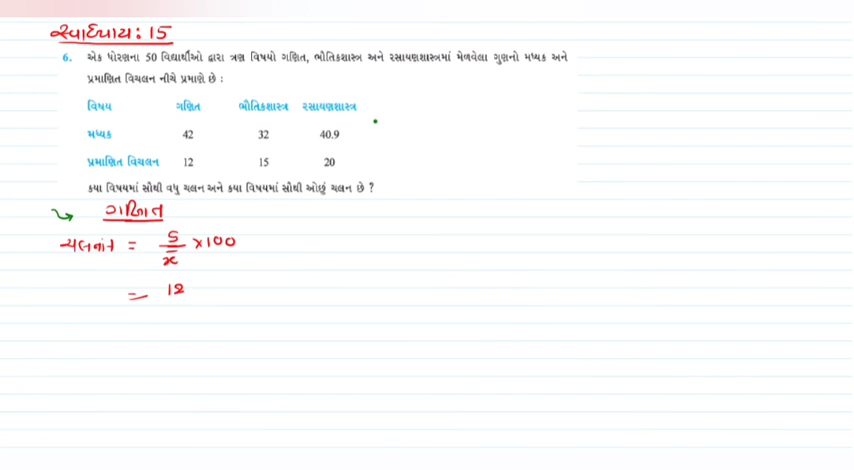 સ્વાધ્યાય: 15
6. એક ધોરણના 50 વિદ્યાર્થીઓ દ્વારા ત્રણ વિષયો ગણિત, ભૌતિકશાસ્ત્ર અને રસાયણશાસ્ત્રમાં મેળવેલા ગુણનો મધ્યક અને
પ્રમાણિત વિચલન નીચે પ્રમાણે છે :
વિષય ગણિત ભૌતિકશાસ્ત્ર રસાયણશાસ્ત્ર
મધ્યક 42 32 40.9
પ્રમાણિત વિચલન 12 15 20
કયા વિષયમાં સૌથી વધુ ચલન અને કયા વિષયમાં સૌથી ઓછું ચલન છે ?
ગણિત
ચલનાંક = S/x̄ × 100
= 12